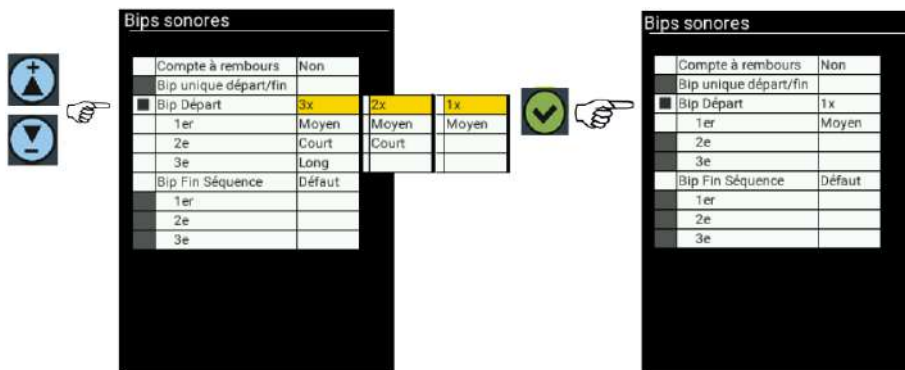 Bips sonores
Compte à rembours Non
Bip unique départ/fin
Bip Départ 3x 2x 1x
1er Moyen Moyen Moyen
2e Court Court
3e Long
Bip Fin Séquence Défaut
1er
2e
3e
Bips sonores
Compte à rembours Non
Bip unique départ/fin
Bip Départ 1x
1er Moyen
2e
3e
Bip Fin Séquence Défaut
1er
2e
3e